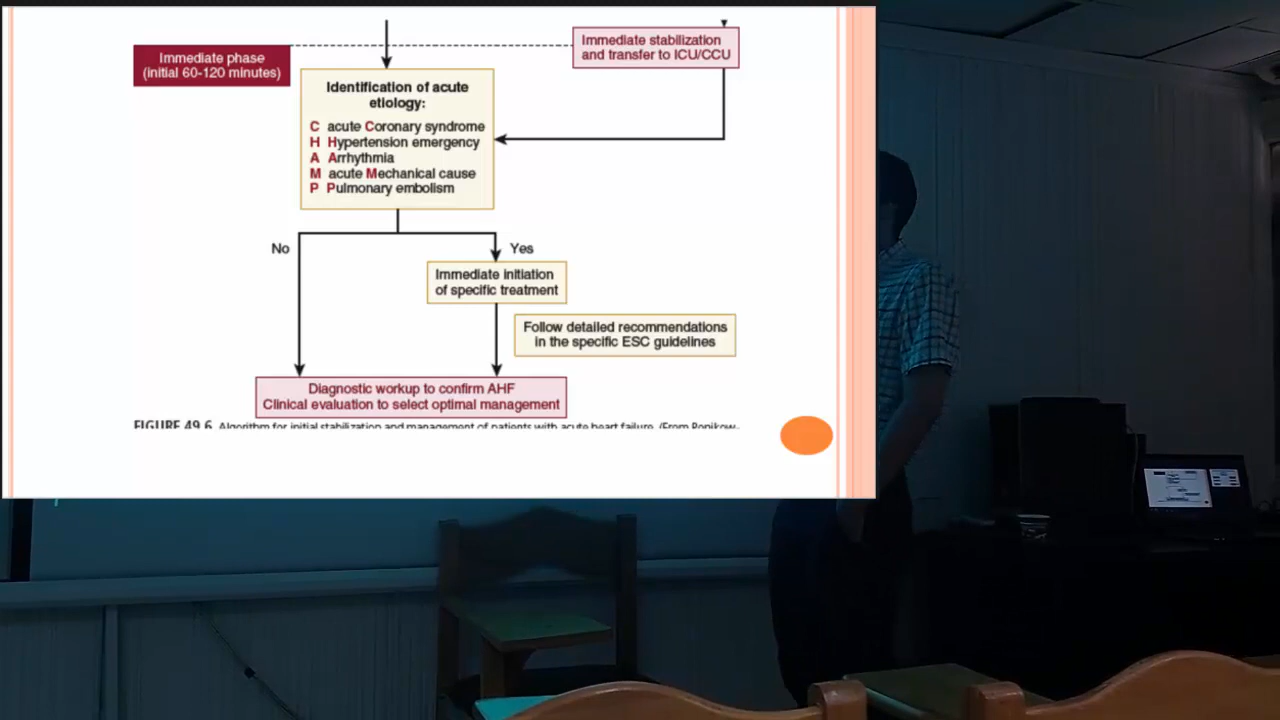 Immediate phase
(initial 60-120 minutes)
Immediate stabilization
and transfer to ICU/CCU
Identification of acute
etiology:
C acute Coronary syndrome
H Hypertension emergency
A Arrhythmia
M acute Mechanical cause
P Pulmonary embolism
No
Yes
Immediate initiation
of specific treatment
Follow detailed recommendations
in the specific ESC guidelines
Diagnostic workup to confirm AHF
Clinical evaluation to select optimal management
FIGURE 49.6 Algorithm for initial stabilization and management of patients with acute heart failure. (From Ponikow-